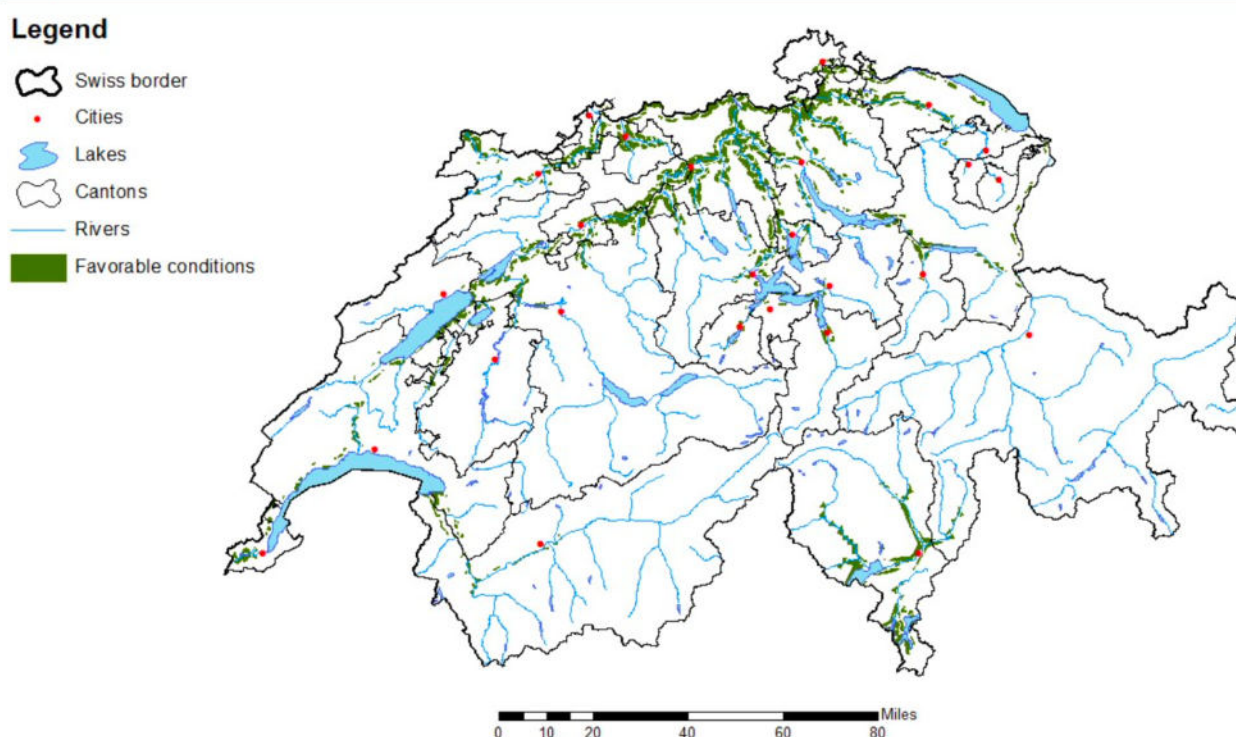 Legend
Swiss border
Cities
Lakes
Cantons
Rivers
Favorable conditions
Miles
0 10 20 40 60 80